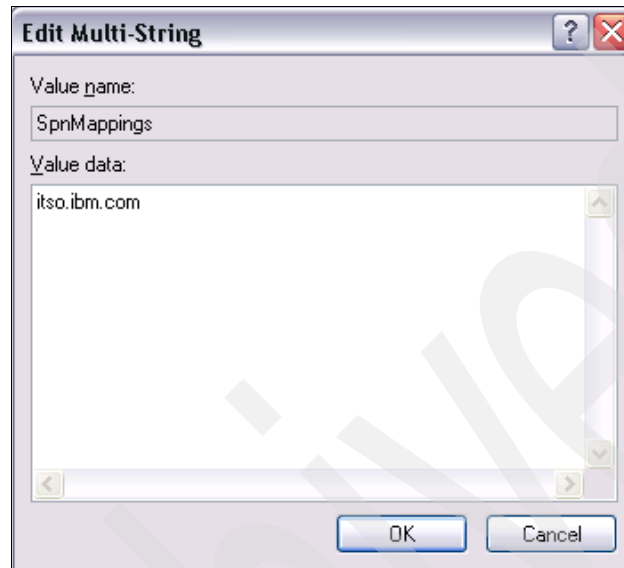 Edit Multi-String
?
Value name:
SpnMappings
Value data:
itso.ibm.com
OK Cancel